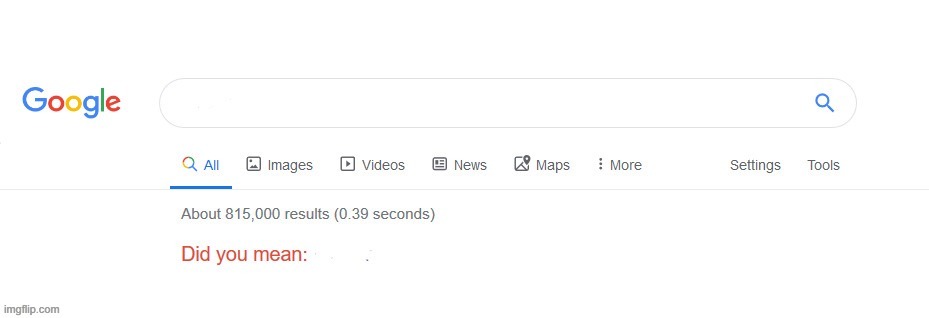 Google
All Images Videos News Maps More Settings Tools
About 815,000 results (0.39 seconds)
Did you mean:
imgflip.com